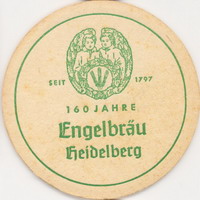 SEIT 1797
160 JAHRE
Engelbräu
Heidelberg